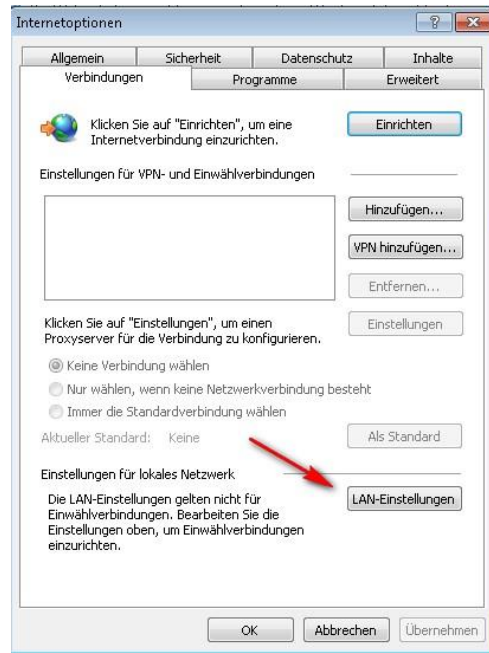 Internetoptionen
Allgemein Sicherheit Datenschutz Inhalte
Verbindungen Programme Erweitert
Klicken Sie auf "Einrichten", um eine
Internetverbindung einzurichten.
Einrichten
Einstellungen für VPN- und Einwählverbindungen
Hinzufügen...
VPN hinzufügen...
Entfernen...
Klicken Sie auf "Einstellungen", um einen
Proxyserver für die Verbindung zu konfigurieren.
Einstellungen
Keine Verbindung wählen
Nur wählen, wenn keine Netzwerkverbindung besteht
Immer die Standardverbindung wählen
Aktueller Standard: Keine
Als Standard
Einstellungen für lokales Netzwerk
Die LAN-Einstellungen gelten nicht für
Einwählverbindungen. Bearbeiten Sie die
Einstellungen oben, um Einwählverbindungen
einzurichten.
LAN-Einstellungen
OK Abbrechen Übernehmen